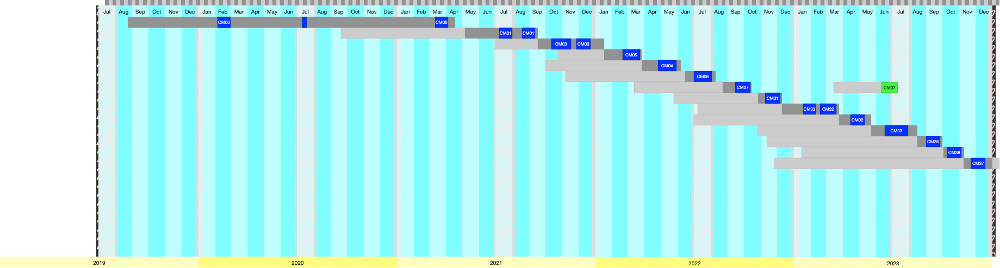 Jul Aug Sep Oct Nov Dec Jan Feb Mar Apr May Jun Jul Aug Sep Oct Nov Dec Jan Feb Mar Apr May Jun Jul Aug Sep Oct Nov Dec Jan Feb Mar Apr May Jun Jul Aug Sep Oct Nov Dec Jan Feb Mar Apr May Jun Jul Aug Sep Oct Nov Dec
CM00 CM00
CM01 CM01
CM03 CM03
CM05
CM04
CM06
CM07 CM07
CM31
CM32 CM32
CM02
CM33
CM36
CM38
CM37
2019 2020 2021 2022 2023